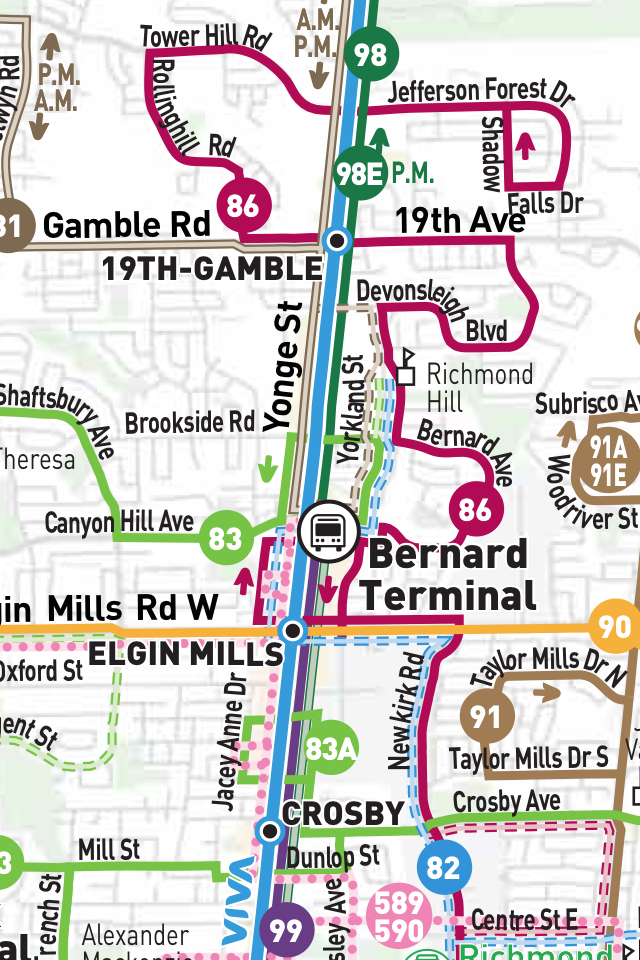 A.M.
P.M.
Tower Hill Rd
98
P.M.
A.M.
Rollinghill Rd
Jefferson Forest Dr
Shadow
Falls Dr
98E P.M.
86
Gamble Rd
19th Ave
19TH-GAMBLE
Yonge St
Devonsleigh
Blvd
Yorkland St
Richmond
Hill
Shaftsbury Ave
Brookside Rd
Subrisco
Theresa
Bernard Ave
91A
91E
Woodriver St
86
Canyon Hill Ave
83
Bernard
Terminal
Mills Rd W
90
ELGIN MILLS
Oxford St
Newkirk Rd
Taylor Mills Dr N
91
Jacey Anne Dr
83A
Taylor Mills Dr S
CROSBY
Crosby Ave
Mill St
Dunlop St
82
VIVA
589
590
Centre St E
99
Alexander
Mackenzie
Richmond